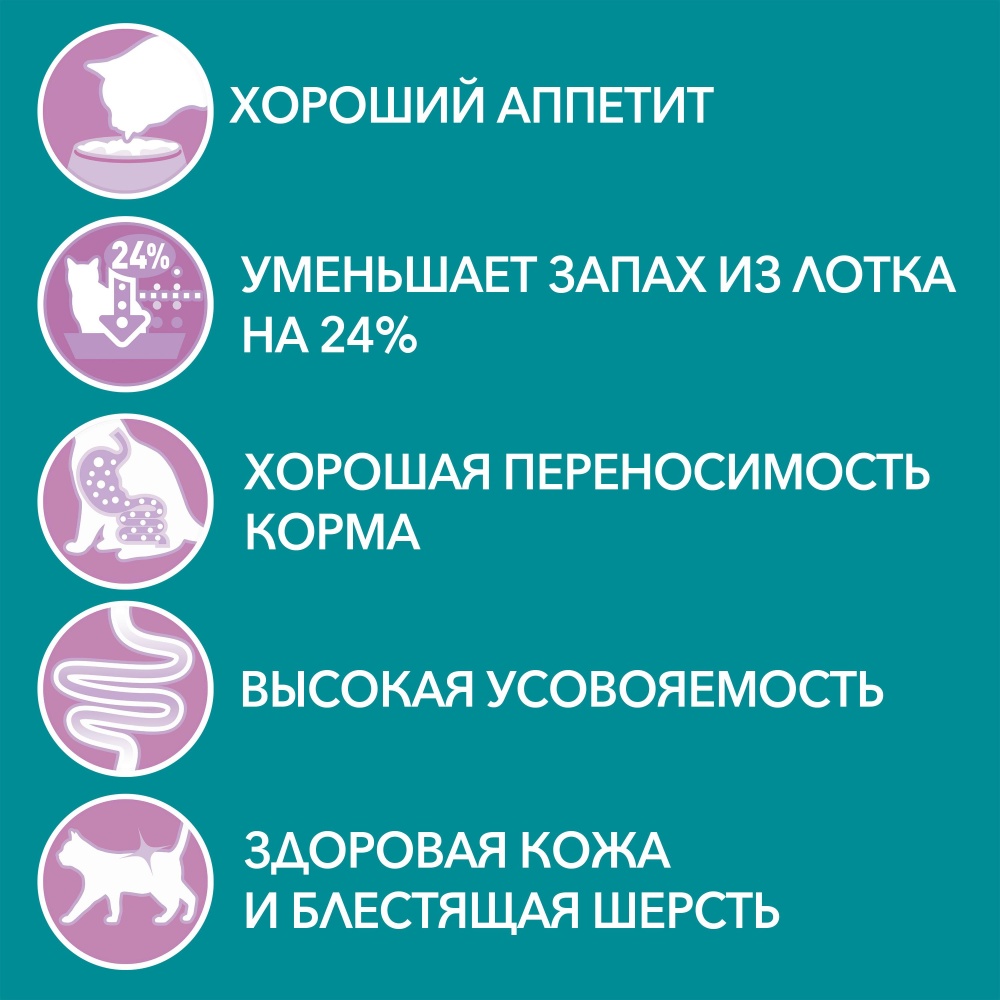 ХОРОШИЙ АППЕТИТ
24%
УМЕНЬШАЕТ ЗАПАХ ИЗ ЛОТКА
НА 24%
ХОРОШАЯ ПЕРЕНОСИМОСТЬ
КОРМА
ВЫСОКАЯ УСОВОЯЕМОСТЬ
ЗДОРОВАЯ КОЖА
И БЛЕСТЯЩАЯ ШЕРСТЬ